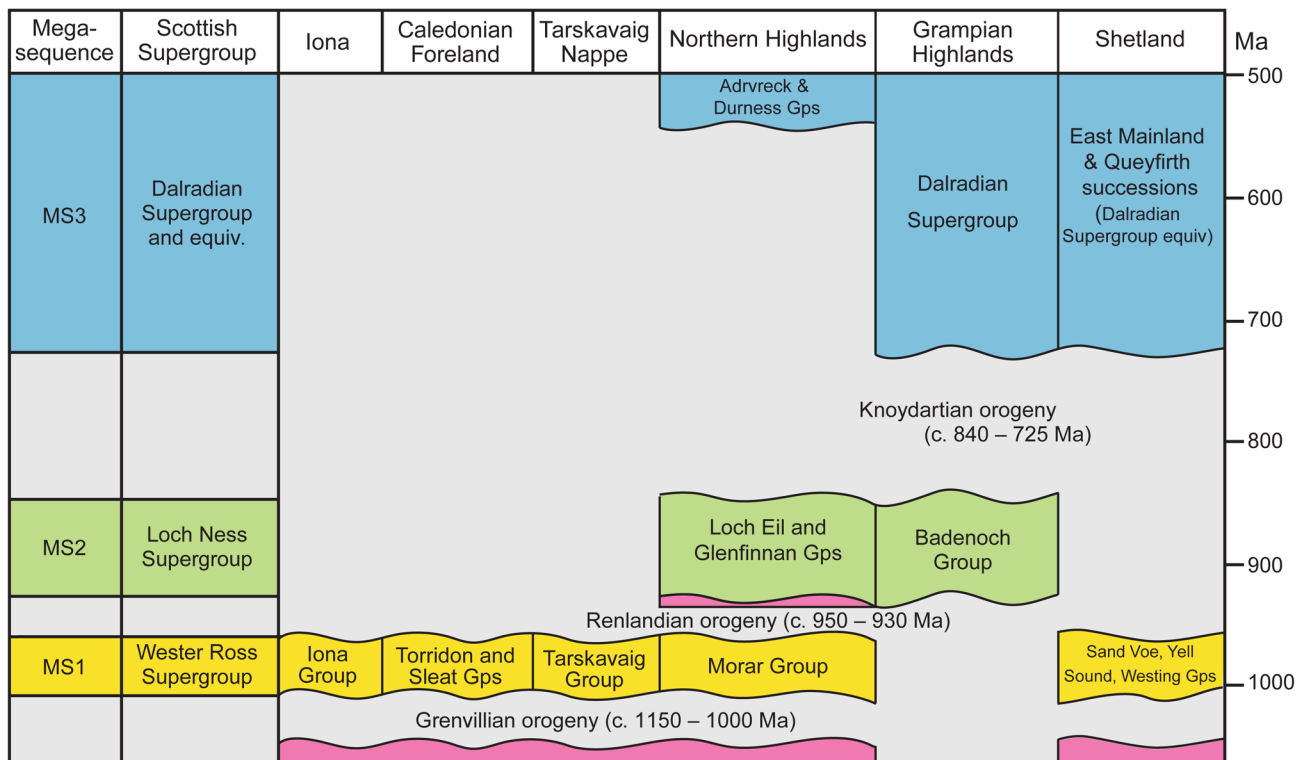 Mega-
sequence
Scottish
Supergroup
Iona
Caledonian
Foreland
Tarskavaig
Nappe
Northern Highlands
Grampian
Highlands
Shetland
Ma
500
600
700
800
900
1000
MS3
Dalradian
Supergroup
and equiv.
Adrvreck &
Durness Gps
Dalradian
Supergroup
East Mainland
& Queyfirth
successions
(Dalradian
Supergroup equiv)
Knoydartian orogeny
(c. 840 – 725 Ma)
MS2
Loch Ness
Supergroup
Loch Eil and
Glenfinnan Gps
Badenoch
Group
Renlandian orogeny (c. 950 – 930 Ma)
MS1
Wester Ross
Supergroup
Iona
Group
Torridon and
Sleat Gps
Tarskavaig
Group
Morar Group
Sand Voe, Yell
Sound, Westing Gps
Grenvillian orogeny (c. 1150 – 1000 Ma)